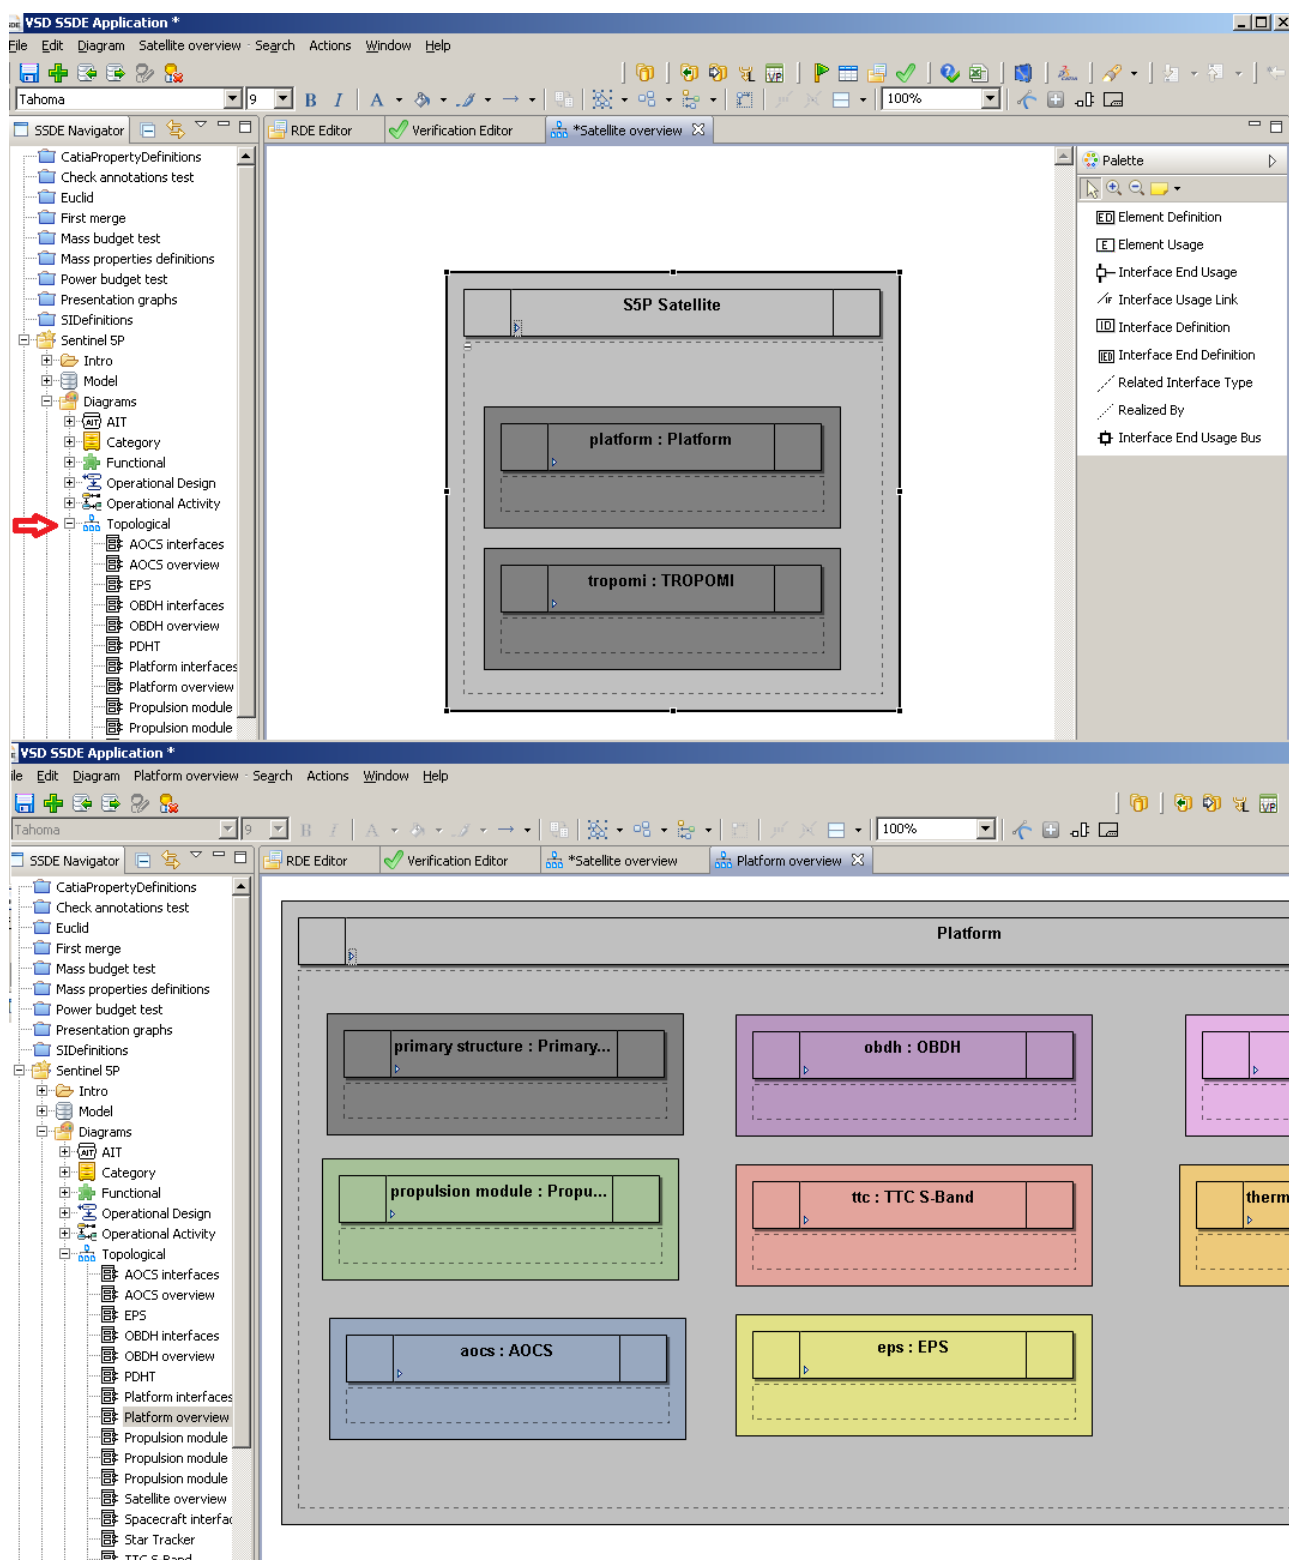 VSD SSDE Application *
File Edit Diagram Satellite overview Search Actions Window Help
Tahoma 9 B I A 100%
SSDE Navigator RDE Editor Verification Editor *Satellite overview
CatiaPropertyDefinitions
Check annotations test
Euclid
First merge
Mass budget test
Mass properties definitions
Power budget test
Presentation graphs
SIDefinitions
Sentinel 5P
Intro
Model
Diagrams
AIT
Category
Functional
Operational Design
Operational Activity
Topological
AOCS interfaces
AOCS overview
EPS
OBDH interfaces
OBDH overview
PDHT
Platform interfaces
Platform overview
Propulsion module
Propulsion module
S5P Satellite
platform : Platform
tropomi : TROPOMI
Palette
ED Element Definition
E Element Usage
Interface End Usage
IF Interface Usage Link
ID Interface Definition
IED Interface End Definition
Related Interface Type
Realized By
Interface End Usage Bus
VSD SSDE Application *
ile Edit Diagram Platform overview Search Actions Window Help
Tahoma 9 B I A 100%
SSDE Navigator RDE Editor Verification Editor *Satellite overview Platform overview
CatiaPropertyDefinitions
Check annotations test
Euclid
First merge
Mass budget test
Mass properties definitions
Power budget test
Presentation graphs
SIDefinitions
Sentinel 5P
Intro
Model
Diagrams
AIT
Category
Functional
Operational Design
Operational Activity
Topological
AOCS interfaces
AOCS overview
EPS
OBDH interfaces
OBDH overview
PDHT
Platform interfaces
Platform overview
Propulsion module
Propulsion module
Propulsion module
Satellite overview
Spacecraft interfac
Star Tracker
TTC S-Band
Platform
primary structure : Primary...
obdh : OBDH
propulsion module : Propu...
ttc : TTC S-Band
therm
aocs : AOCS
eps : EPS